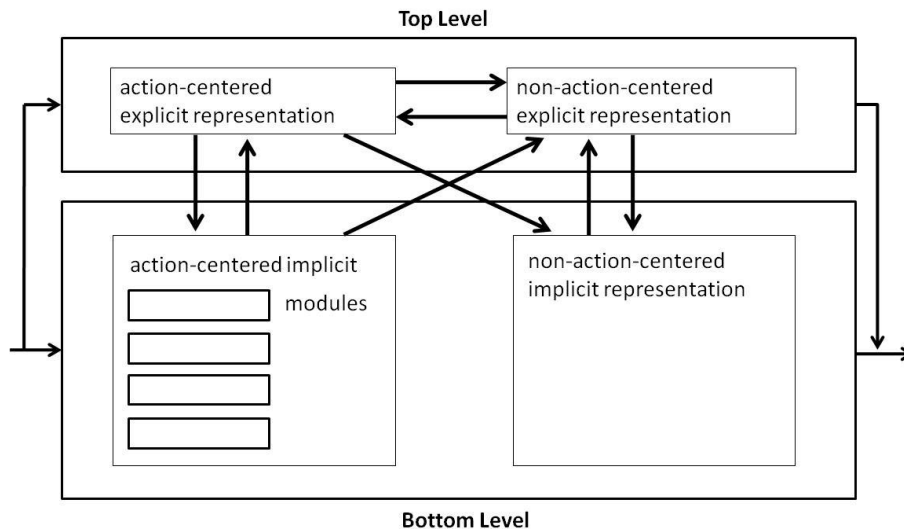 Top Level
action-centered
explicit representation
non-action-centered
explicit representation
action-centered implicit
modules
non-action-centered
implicit representation
Bottom Level